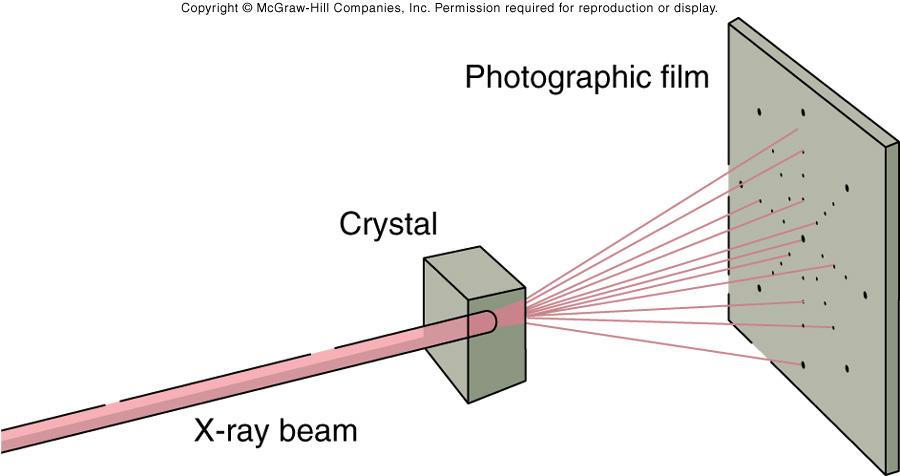 Copyright © McGraw-Hill Companies, Inc. Permission required for reproduction or display.
Photographic film
Crystal
X-ray beam